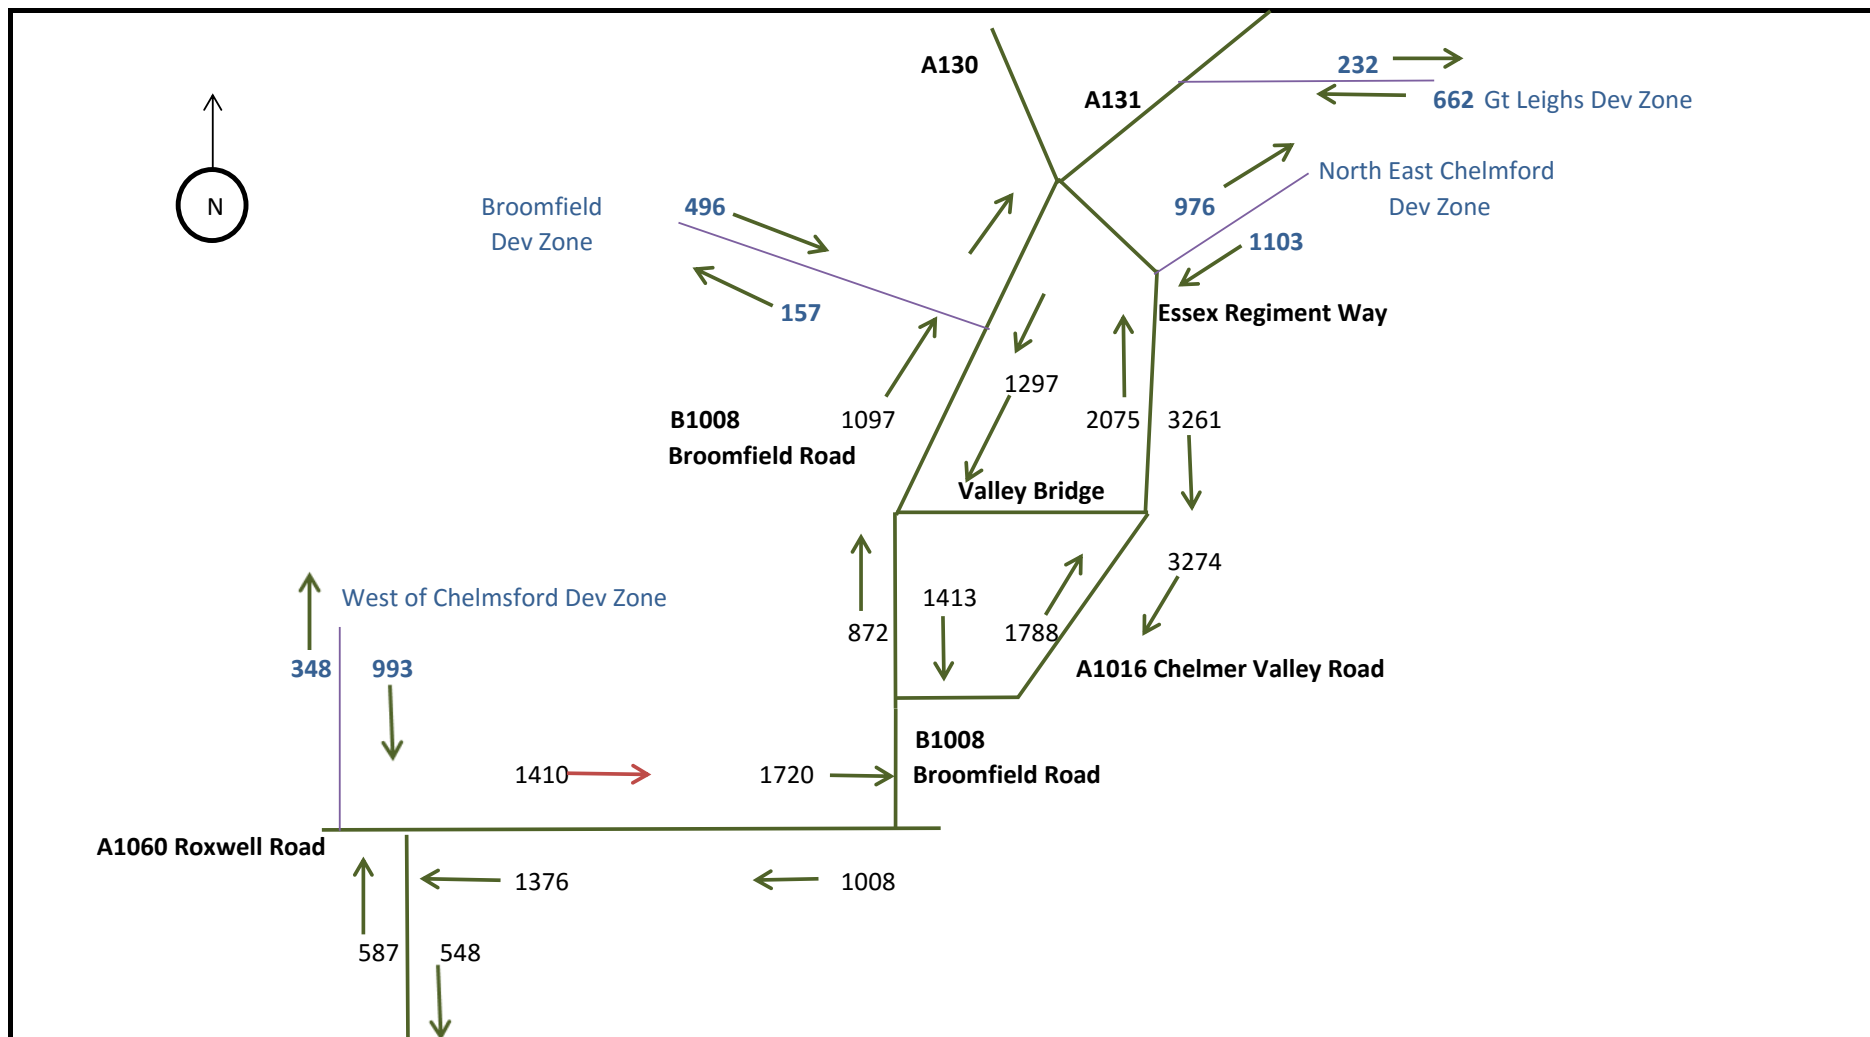 A130
232
A131
662 Gt Leighs Dev Zone
N
North East Chelmford
Dev Zone
Broomfield
Dev Zone
496
976
1103
157
Essex Regiment Way
1297
B1008
Broomfield Road
1097
2075
3261
Valley Bridge
3274
West of Chelmsford Dev Zone
1413
872
1788
348
993
A1016 Chelmer Valley Road
B1008
Broomfield Road
1410
1720
A1060 Roxwell Road
1376
1008
587
548